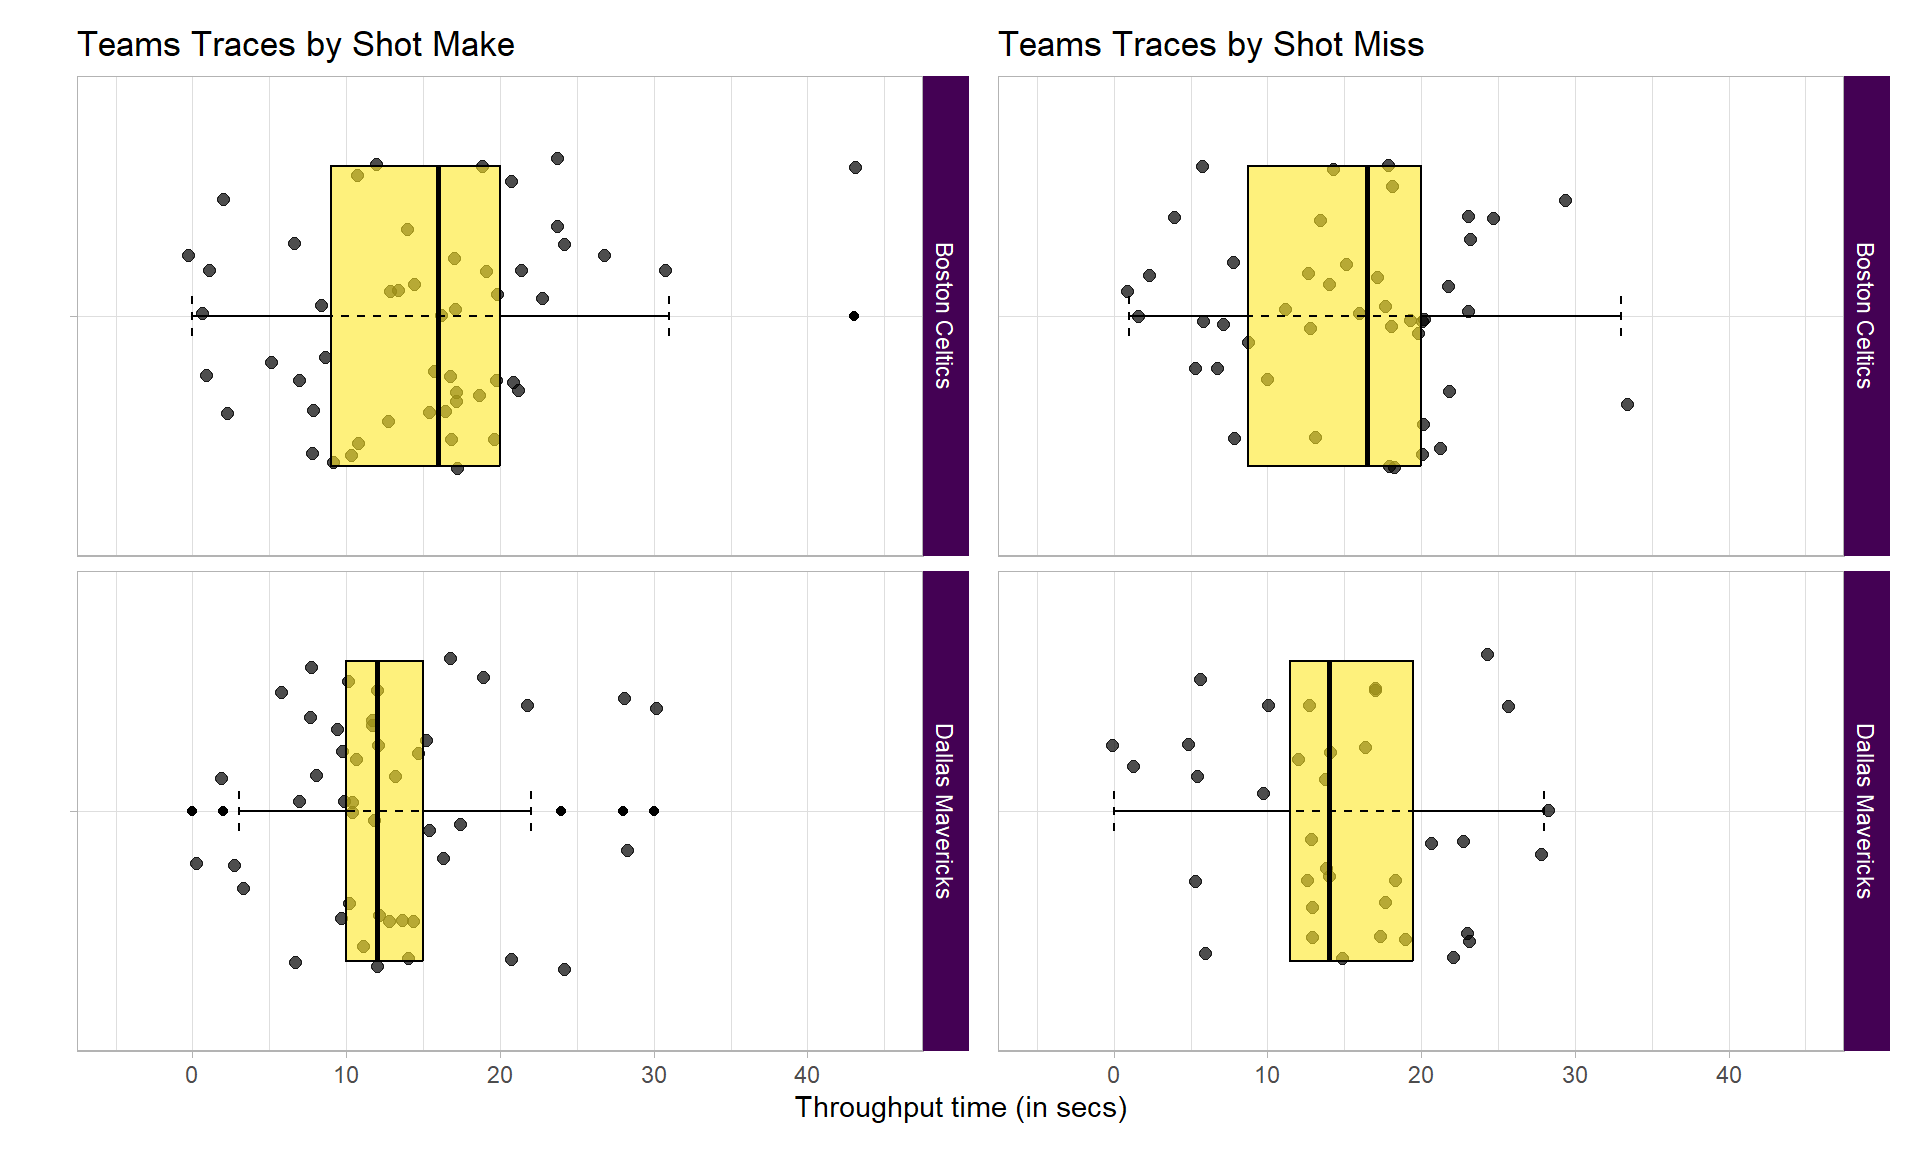 Teams Traces by Shot Make
Teams Traces by Shot Miss
Boston Celtics
Boston Celtics
Dallas Mavericks
Dallas Mavericks
0 10 20 30 40
0 10 20 30 40
Throughput time (in secs)